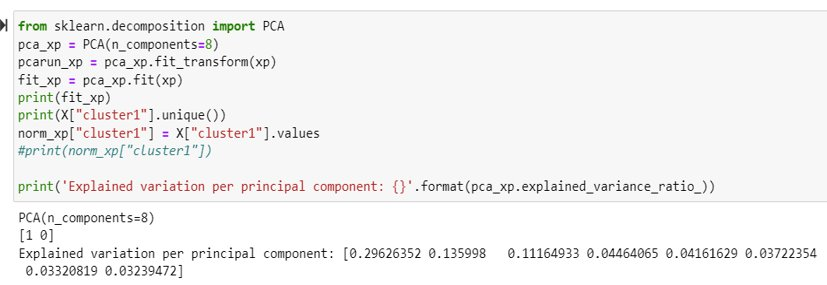 from sklearn.decomposition import PCA
pca_xp = PCA(n_components=8)
pcarun_xp = pca_xp.fit_transform(xp)
fit_xp = pca_xp.fit(xp)
print(fit_xp)
print(X["cluster1"].unique())
norm_xp["cluster1"] = X["cluster1"].values
#print(norm_xp["cluster1"])
print('Explained variation per principal component: {}'.format(pca_xp.explained_variance_ratio_))
PCA(n_components=8)
[1 0]
Explained variation per principal component: [0.29626352 0.135998   0.11164933 0.04464065 0.04161629 0.03722354
 0.03320819 0.03239472]